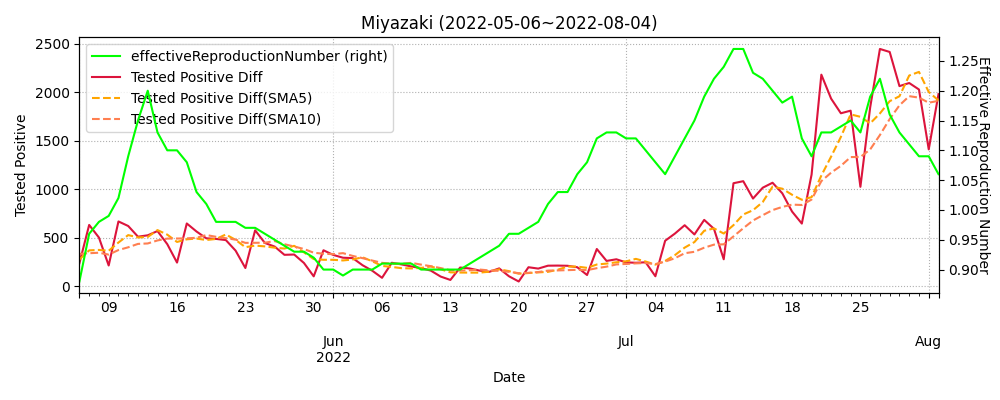 Miyazaki (2022-05-06~2022-08-04)
effectiveReproductionNumber (right)
Tested Positive Diff
Tested Positive Diff(SMA5)
Tested Positive Diff(SMA10)
Tested Positive
2500
2000
1500
1000
500
0
Effective Reproduction Number
1.25
1.20
1.15
1.10
1.05
1.00
0.95
0.90
09 16 23 30 06 13 20 27 04 11 18 25
Jun Jul Aug
2022
Date